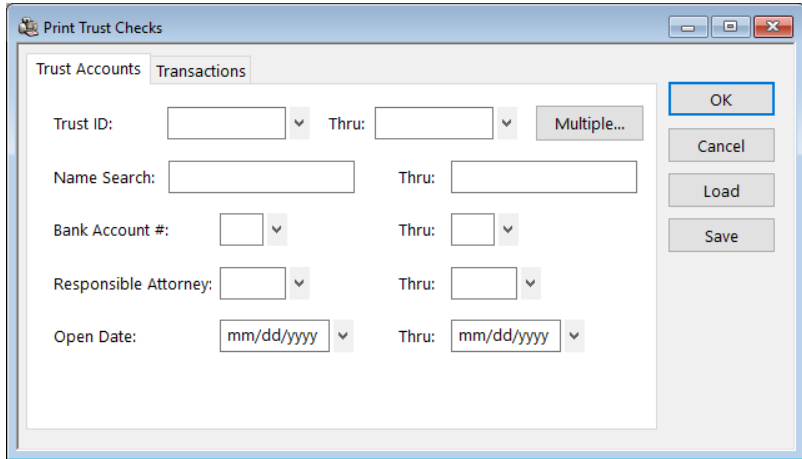 Print Trust Checks
Trust Accounts Transactions
Trust ID: Thru: Multiple...
Name Search: Thru:
Bank Account #: Thru:
Responsible Attorney: Thru:
Open Date: mm/dd/yyyy Thru: mm/dd/yyyy
OK
Cancel
Load
Save